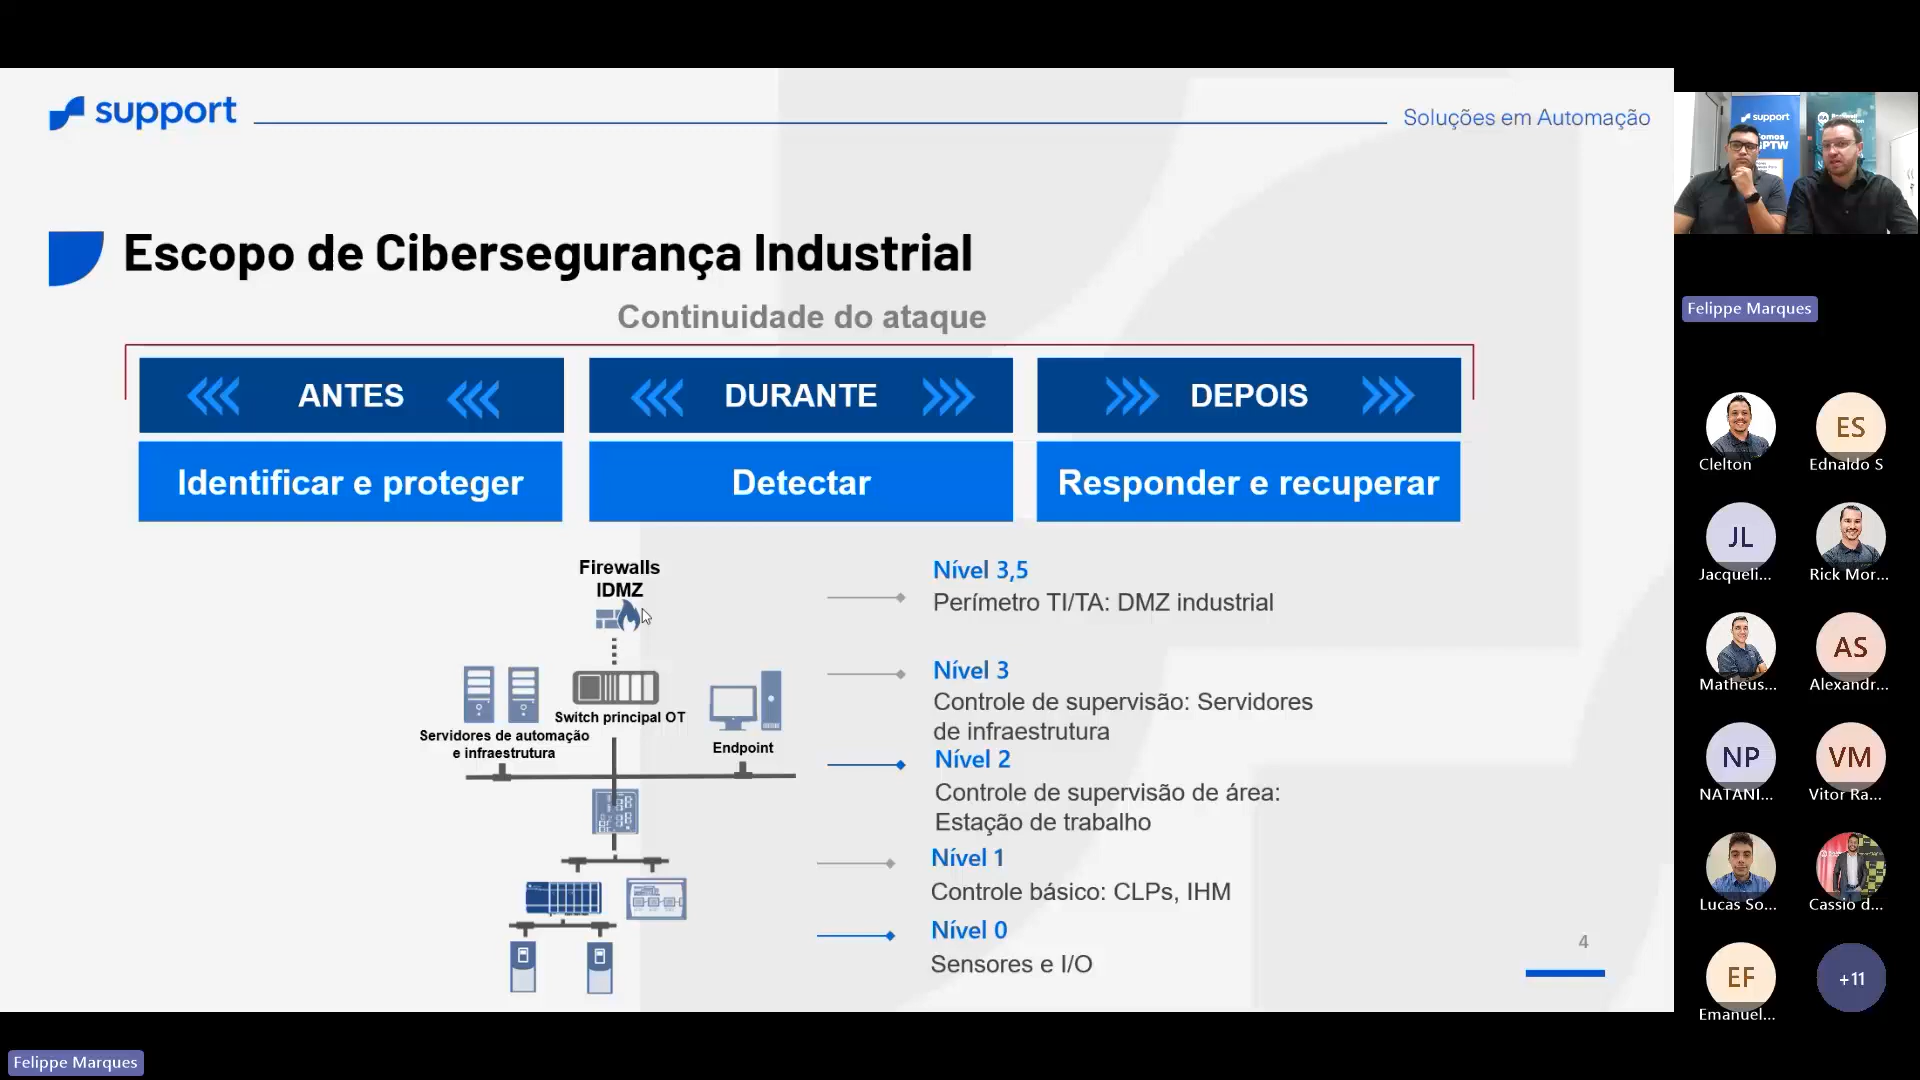 support
Soluções em Automação
Escopo de Cibersegurança Industrial
Continuidade do ataque
ANTES
DURANTE
DEPOIS
Identificar e proteger
Detectar
Responder e recuperar
Firewalls
IDMZ
Switch principal OT
Servidores de automação
e infraestrutura
Endpoint
Nível 3,5
Perímetro TI/TA: DMZ industrial
Nível 3
Controle de supervisão: Servidores
de infraestrutura
Nível 2
Controle de supervisão de área:
Estação de trabalho
Nível 1
Controle básico: CLPs, IHM
Nível 0
Sensores e I/O
4
support
Felippe Marques
Clelton
ES
Ednaldo S
JL
Jacqueli...
Rick Mor...
Matheus...
AS
Alexandr...
NP
NATANI...
VM
Vitor Ra...
Lucas So...
Cassio d...
EF
Emanuel...
+11
Felippe Marques